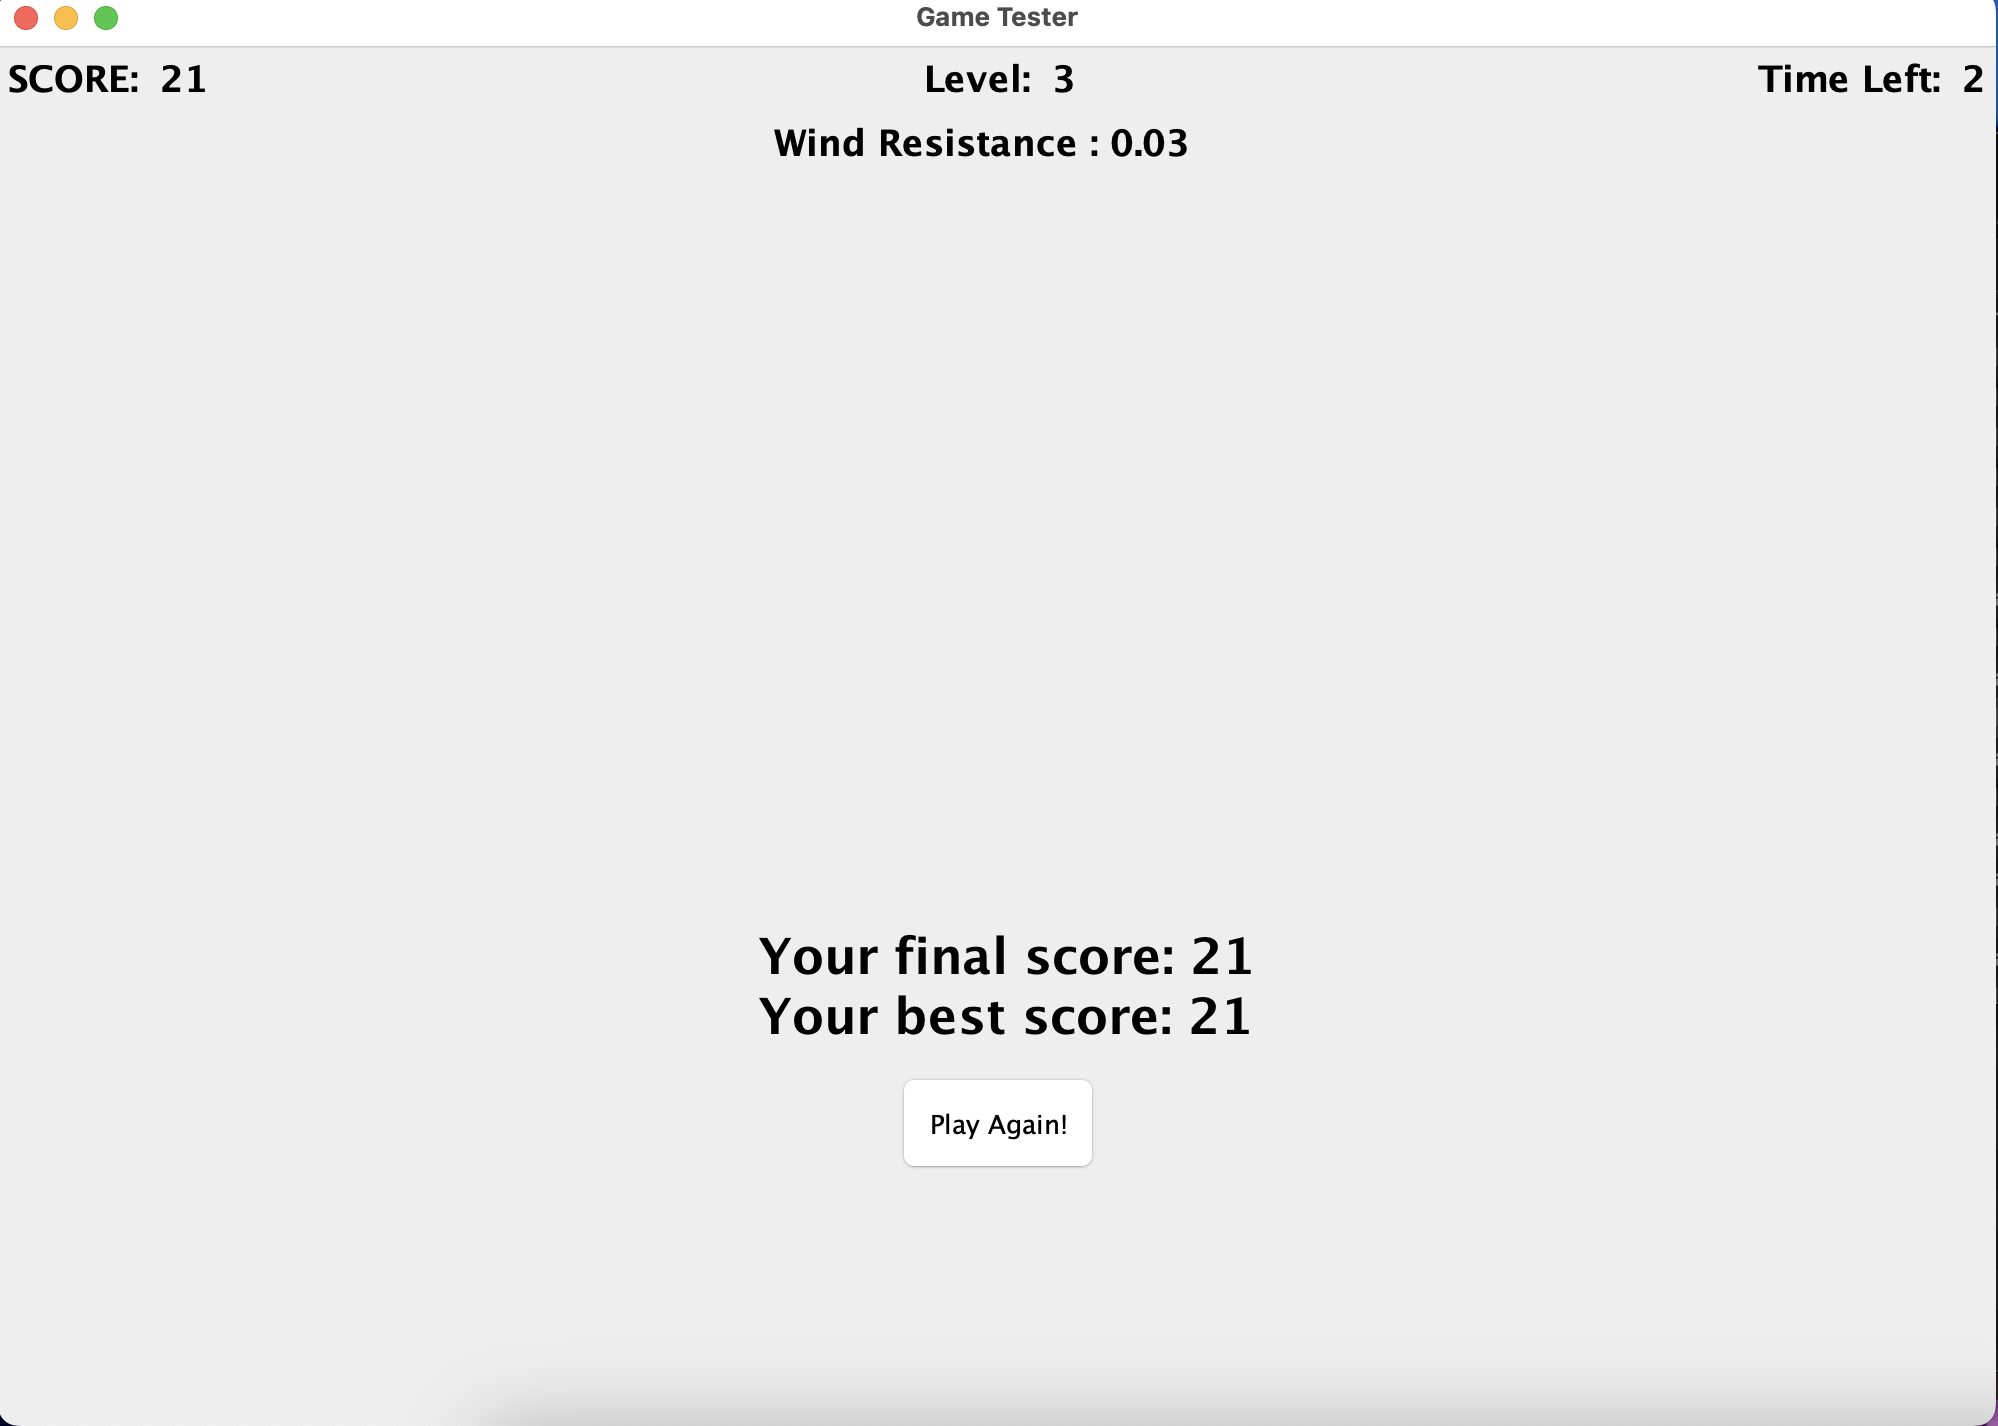 Game Tester
SCORE: 21
Level: 3
Time Left: 2
Wind Resistance : 0.03
Your final score: 21
Your best score: 21
Play Again!